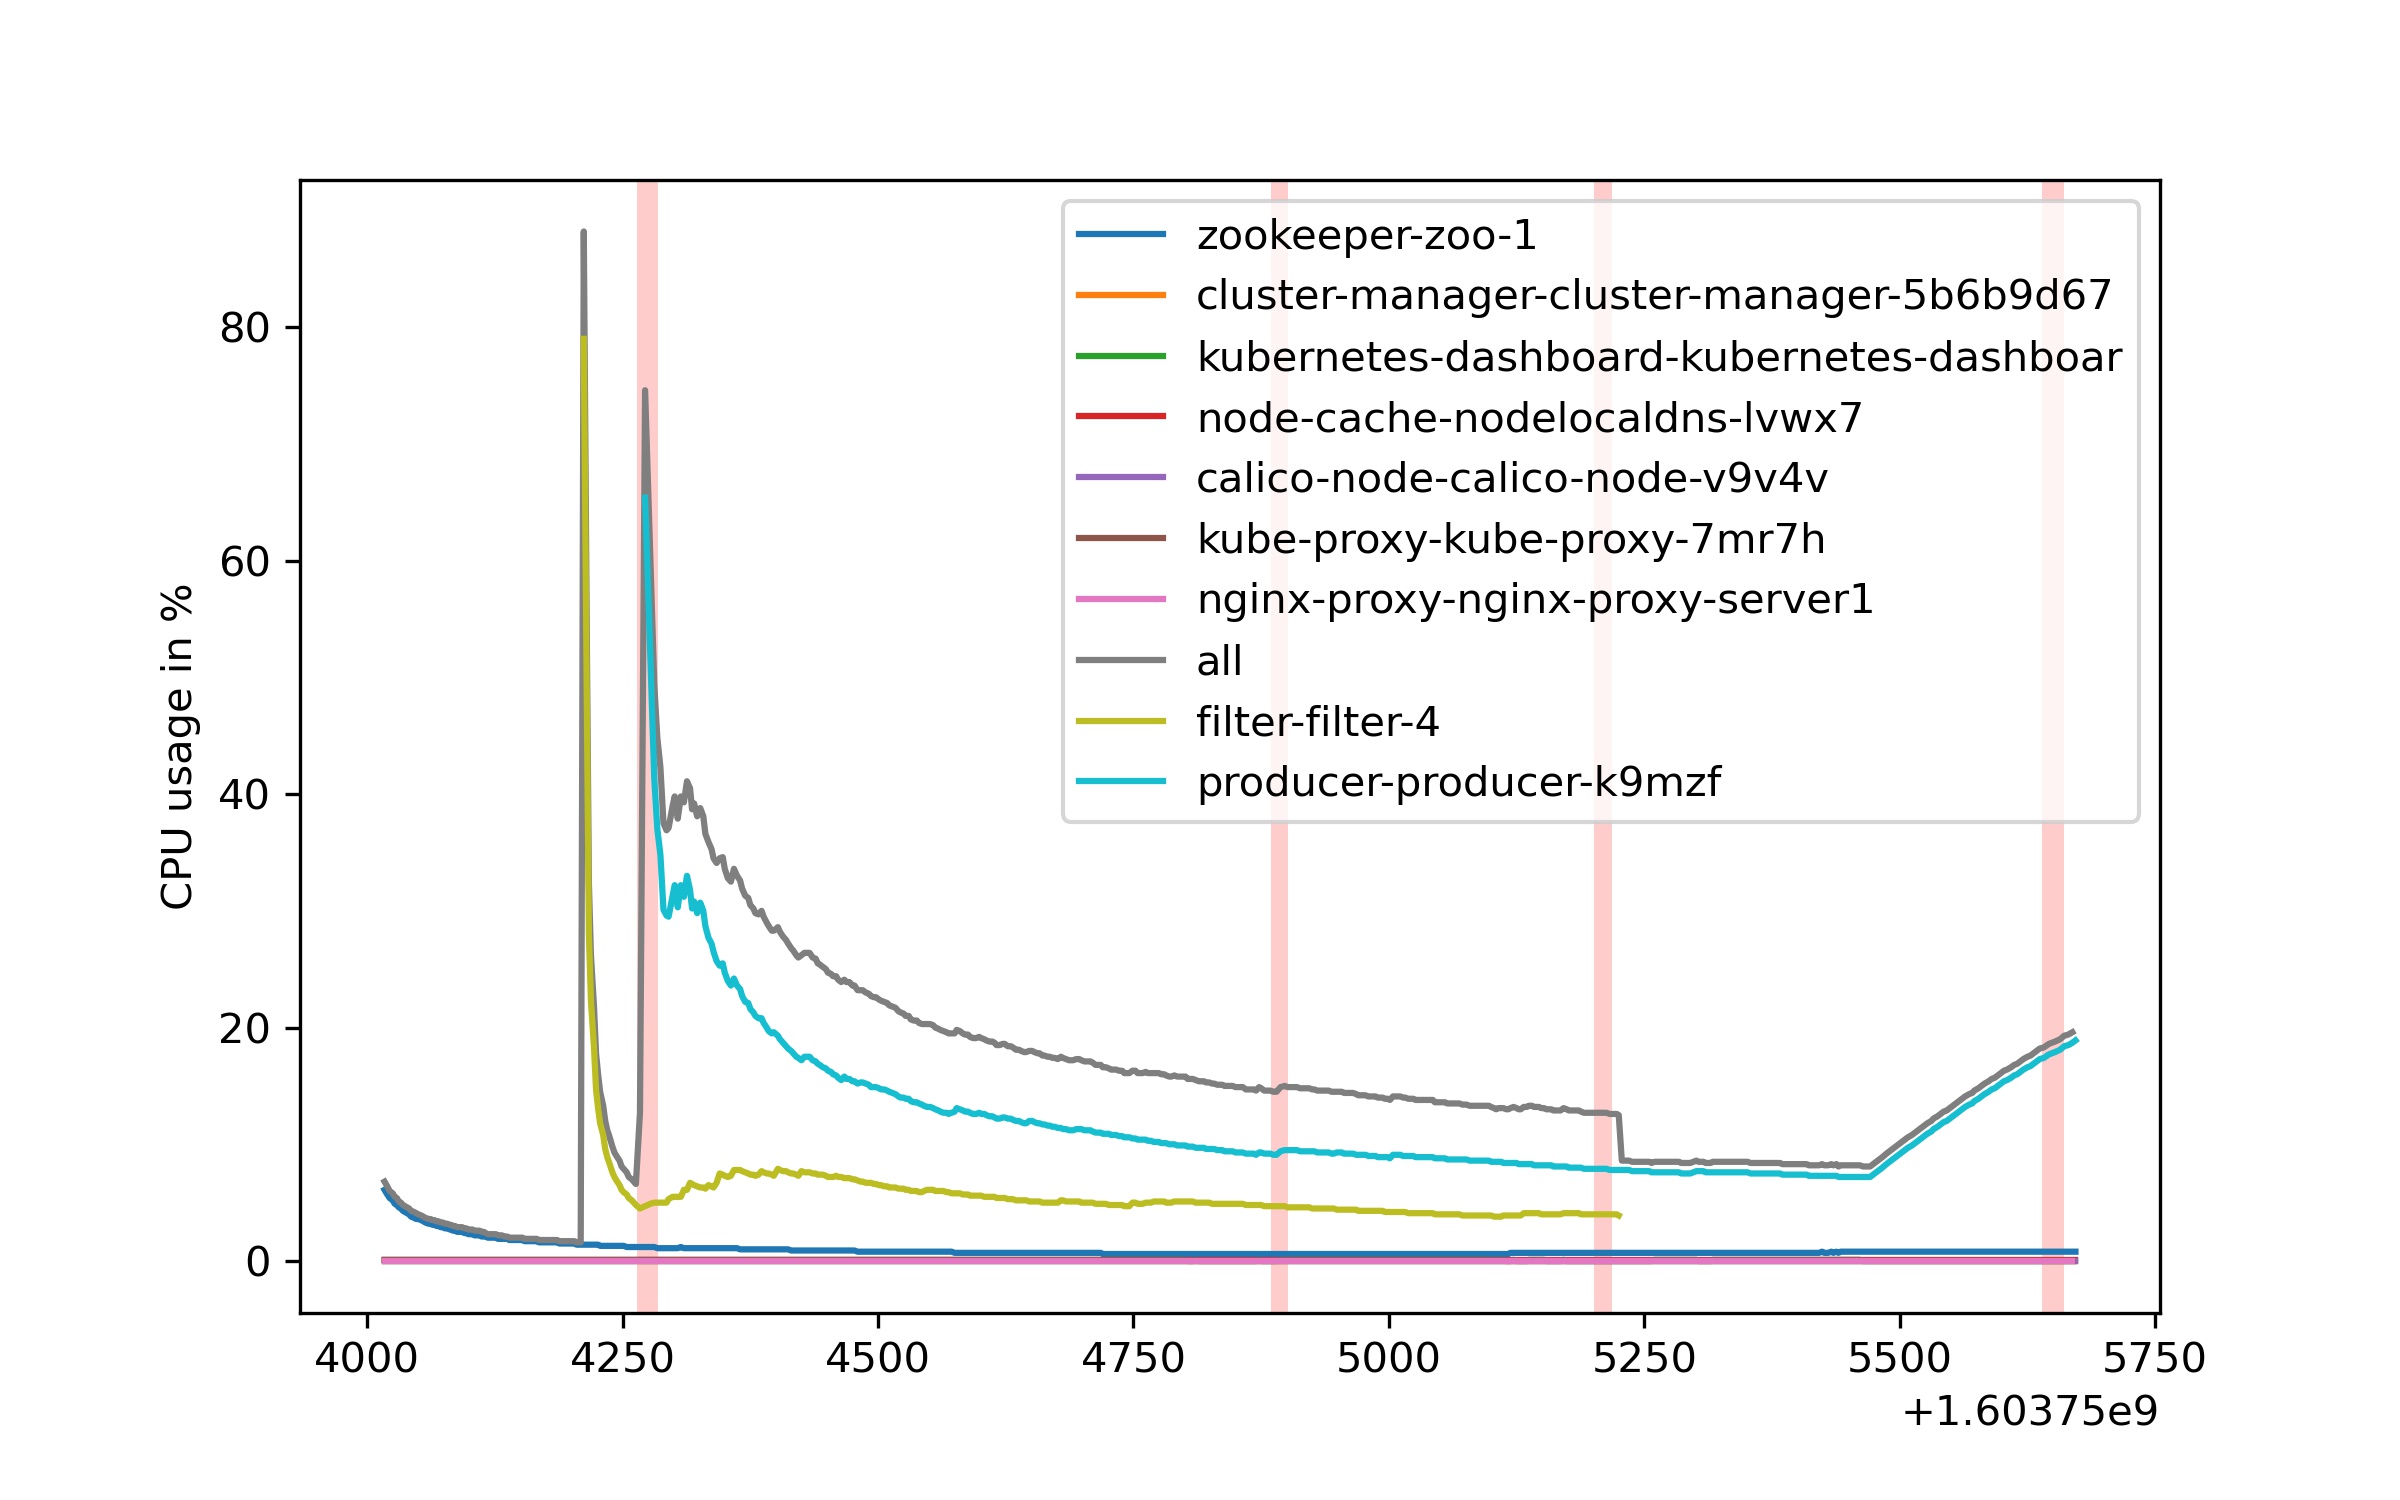 zookeeper-zoo-1
cluster-manager-cluster-manager-5b6b9d67
kubernetes-dashboard-kubernetes-dashboar
node-cache-nodelocaldns-lvwx7
calico-node-calico-node-v9v4v
kube-proxy-kube-proxy-7mr7h
nginx-proxy-nginx-proxy-server1
all
filter-filter-4
producer-producer-k9mzf
CPU usage in %
80
60
40
20
0
4000 4250 4500 4750 5000 5250 5500 5750
+1.60375e9